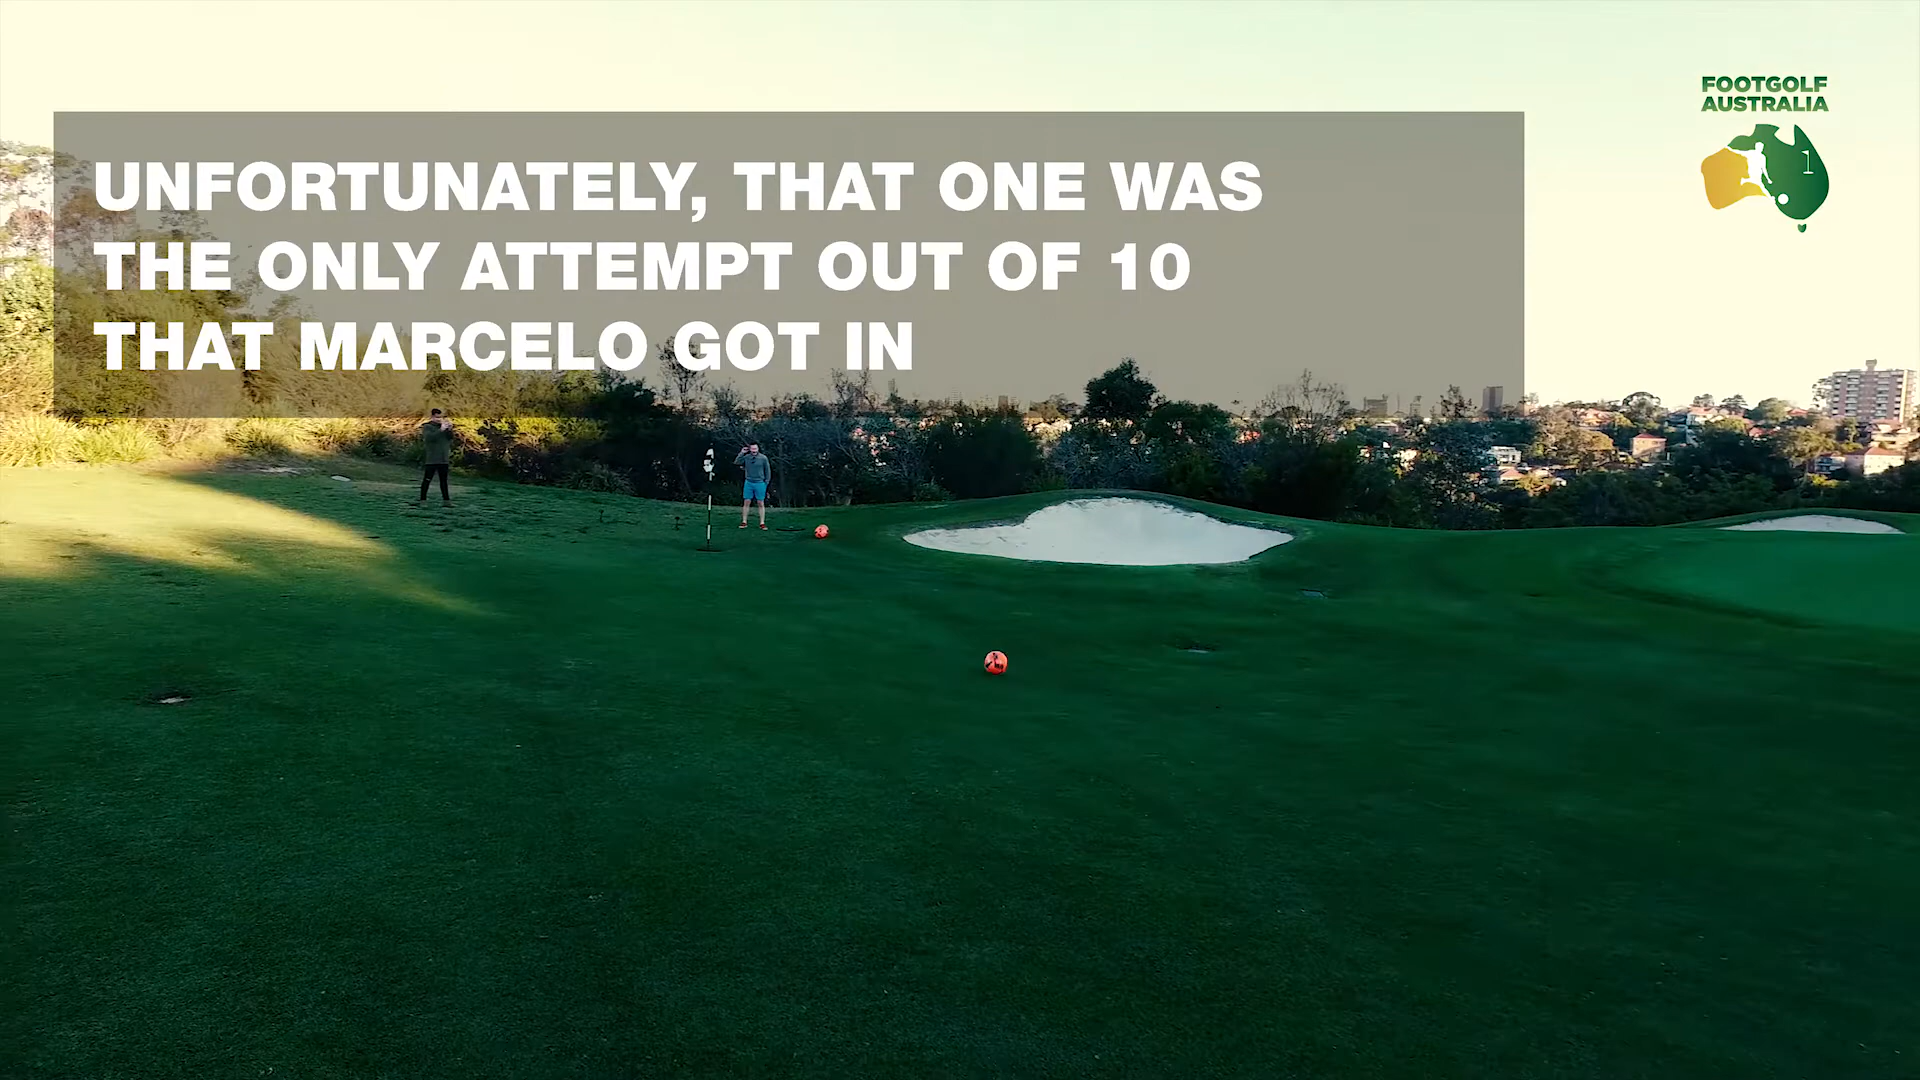 FOOTGOLF
AUSTRALIA
UNFORTUNATELY, THAT ONE WAS
THE ONLY ATTEMPT OUT OF 10
THAT MARCELO GOT IN